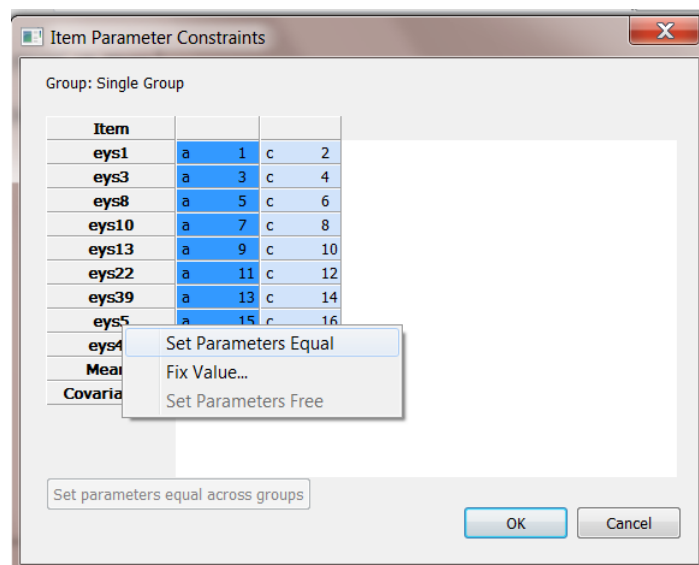 Item Parameter Constraints
X
Group: Single Group
Item
eys1 a 1 c 2
eys3 a 3 c 4
eys8 a 5 c 6
eys10 a 7 c 8
eys13 a 9 c 10
eys22 a 11 c 12
eys39 a 13 c 14
eys5 a 15 c 16
Set Parameters Equal
Fix Value...
Set Parameters Free
Set parameters equal across groups
OK Cancel